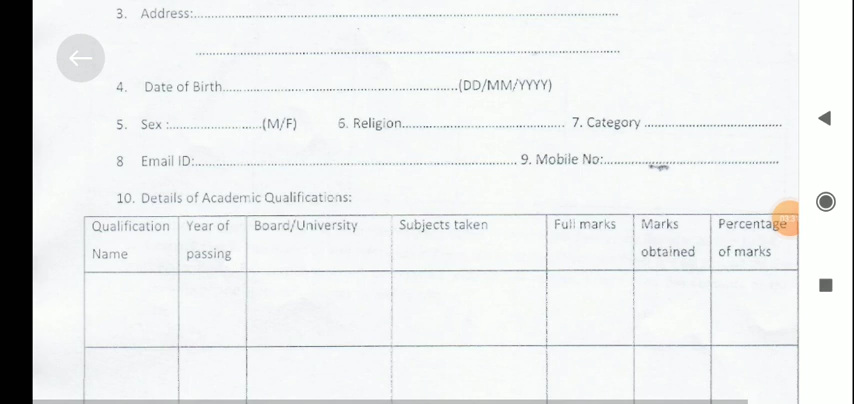 3. Address:..........................................................................................
..........................................................................................
4. Date of Birth..................................................(DD/MM/YYYY)
5. Sex :.......................(M/F) 6. Religion........................................ 7. Category ..................................
8 Email ID:..................................................................... 9. Mobile No:.............................................
10. Details of Academic Qualifications:
Qualification Name Year of passing Board/University Subjects taken Full marks Marks obtained Percentage of marks